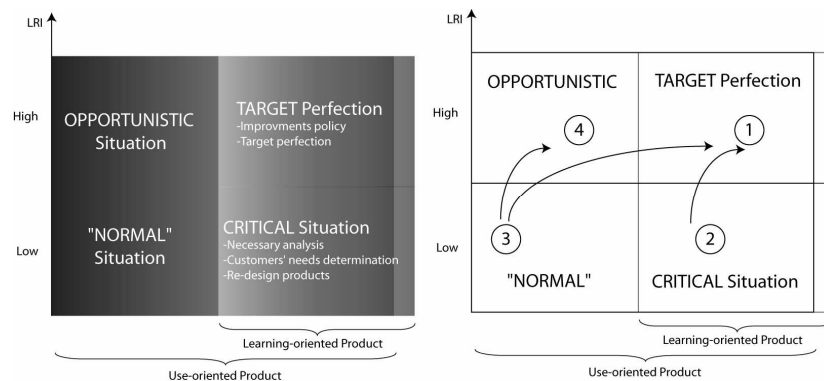 LRI
High
Low
OPPORTUNISTIC
Situation
TARGET Perfection
-Improvments policy
-Target perfection
"NORMAL"
Situation
CRITICAL Situation
-Necessary analysis
-Customers' needs determination
-Re-design products
Learning-oriented Product
Use-oriented Product
LRI
High
Low
OPPORTUNISTIC
TARGET Perfection
4
1
3
2
"NORMAL"
CRITICAL Situation
Learning-oriented Product
Use-oriented Product